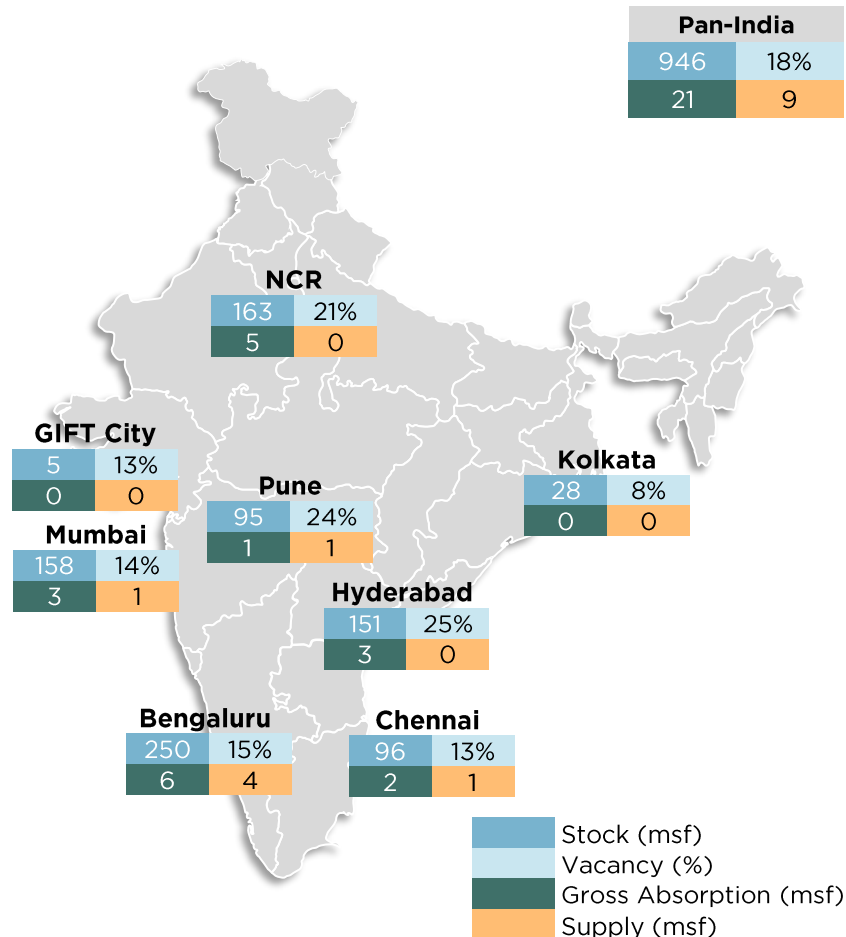 Pan-India
946 18%
21 9
NCR
163 21%
5 0
GIFT City
5 13%
0 0
Kolkata
28 8%
0 0
Pune
95 24%
1 1
Mumbai
158 14%
3 1
Hyderabad
151 25%
3 0
Bengaluru
250 15%
6 4
Chennai
96 13%
2 1
Stock (msf)
Vacancy (%)
Gross Absorption (msf)
Supply (msf)